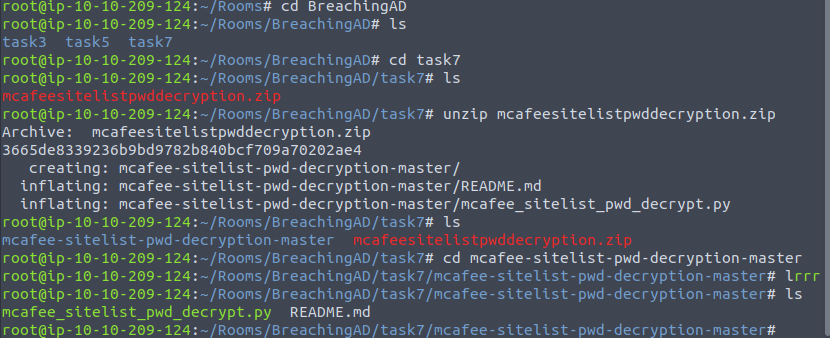 root@ip-10-10-209-124:~/Rooms# cd BreachingAD
root@ip-10-10-209-124:~/Rooms/BreachingAD# ls
task3  task5  task7
root@ip-10-10-209-124:~/Rooms/BreachingAD# cd task7
root@ip-10-10-209-124:~/Rooms/BreachingAD/task7# ls
mcafeesitelistpwddecryption.zip
root@ip-10-10-209-124:~/Rooms/BreachingAD/task7# unzip mcafeesitelistpwddecryption.zip
Archive:  mcafeesitelistpwddecryption.zip
3665de8339236b9bd9782b840bcf709a70202ae4
   creating: mcafee-sitelist-pwd-decryption-master/
  inflating: mcafee-sitelist-pwd-decryption-master/README.md
  inflating: mcafee-sitelist-pwd-decryption-master/mcafee_sitelist_pwd_decrypt.py
root@ip-10-10-209-124:~/Rooms/BreachingAD/task7# ls
mcafee-sitelist-pwd-decryption-master  mcafeesitelistpwddecryption.zip
root@ip-10-10-209-124:~/Rooms/BreachingAD/task7# cd mcafee-sitelist-pwd-decryption-master
root@ip-10-10-209-124:~/Rooms/BreachingAD/task7/mcafee-sitelist-pwd-decryption-master# lrrr
root@ip-10-10-209-124:~/Rooms/BreachingAD/task7/mcafee-sitelist-pwd-decryption-master# ls
mcafee_sitelist_pwd_decrypt.py  README.md
root@ip-10-10-209-124:~/Rooms/BreachingAD/task7/mcafee-sitelist-pwd-decryption-master#